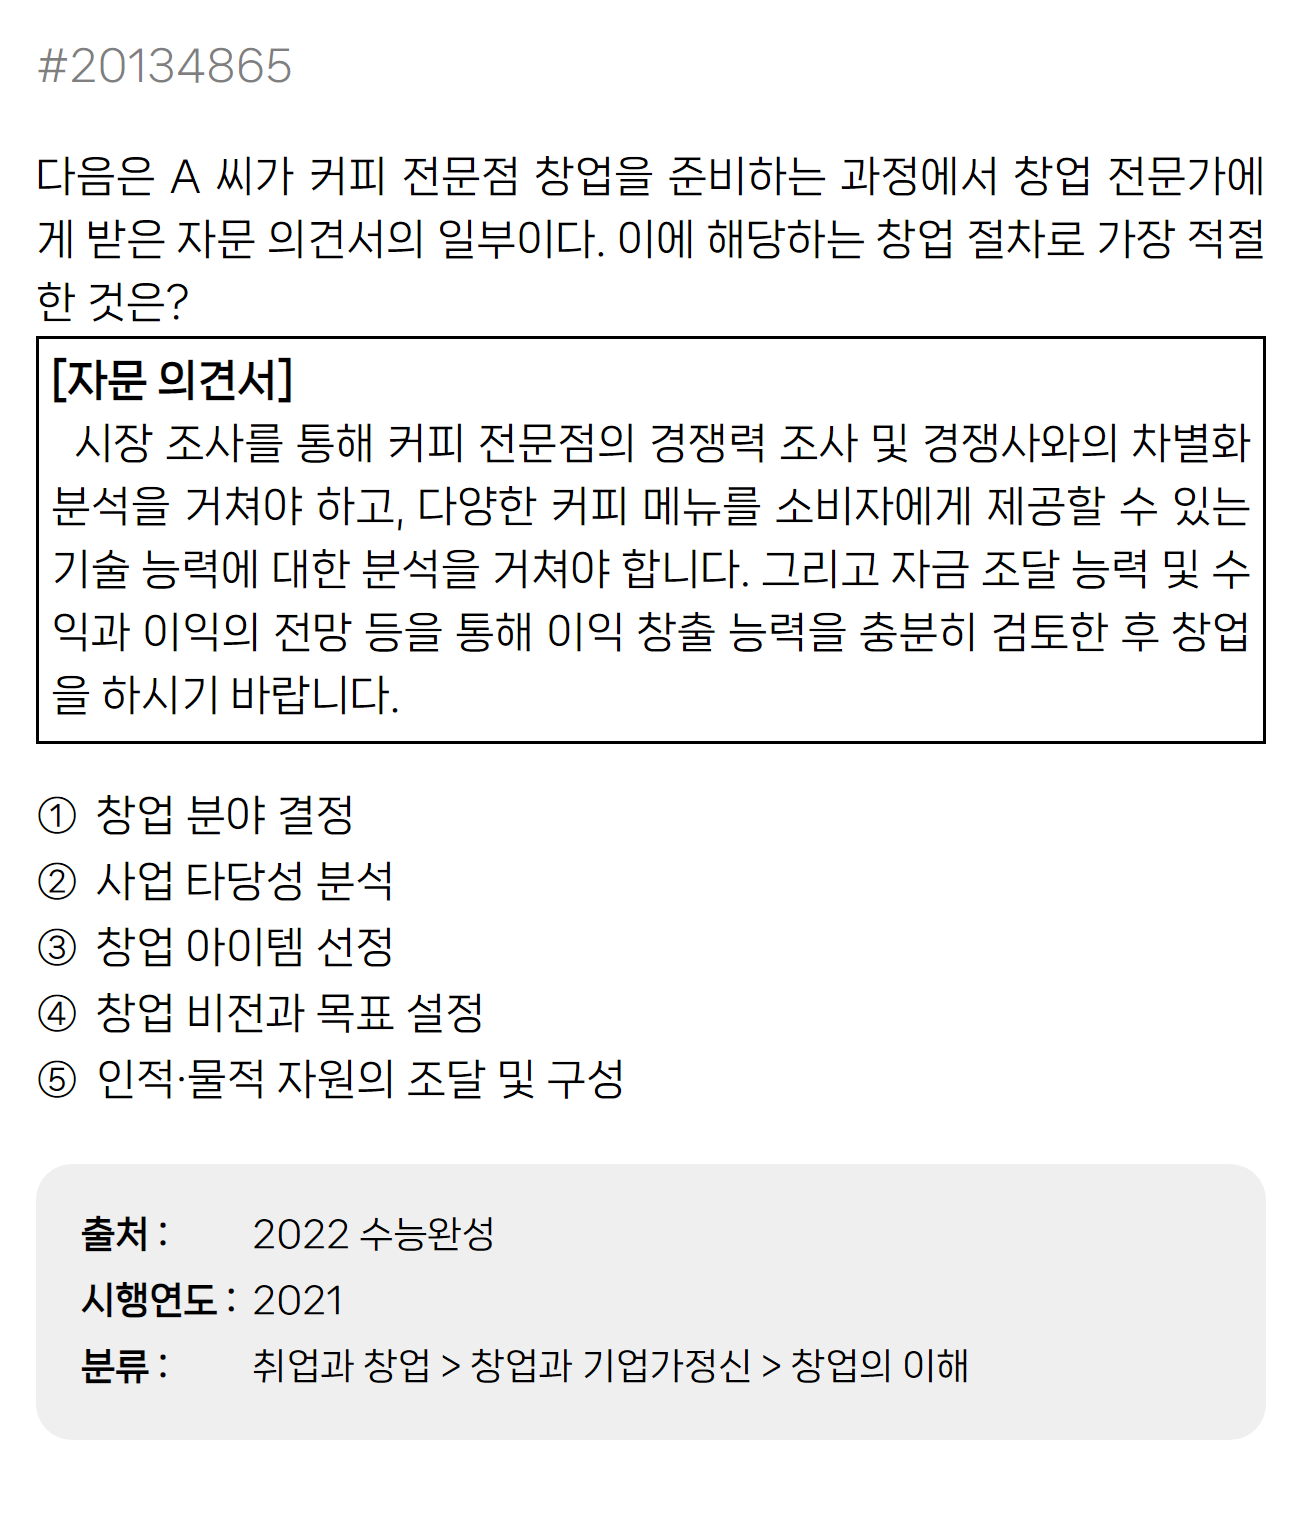 #20134865
다음은 A 씨가 커피 전문점 창업을 준비하는 과정에서 창업 전문가에
게 받은 자문 의견서의 일부이다. 이에 해당하는 창업 절차로 가장 적절
한 것은?
[자문 의견서]
시장 조사를 통해 커피 전문점의 경쟁력 조사 및 경쟁사와의 차별화
분석을 거쳐야 하고, 다양한 커피 메뉴를 소비자에게 제공할 수 있는
기술 능력에 대한 분석을 거쳐야 합니다. 그리고 자금 조달 능력 및 수
익과 이익의 전망 등을 통해 이익 창출 능력을 충분히 검토한 후 창업
을 하시기 바랍니다.
① 창업 분야 결정
② 사업 타당성 분석
③ 창업 아이템 선정
④ 창업 비전과 목표 설정
⑤ 인적·물적 자원의 조달 및 구성
출처 : 2022 수능완성
시행연도 : 2021
분류 : 취업과 창업 > 창업과 기업가정신 > 창업의 이해